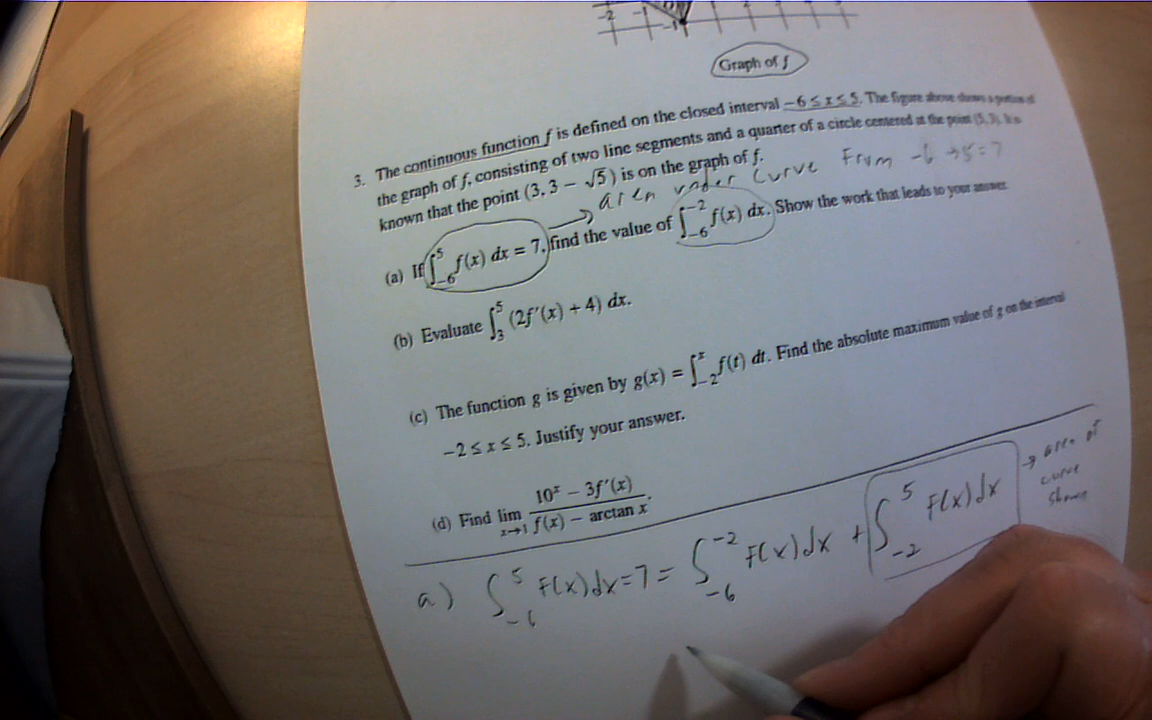 -2 -1
-1
Graph of f
3. The continuous function f is defined on the closed interval −6 ≤ x ≤ 5. The figure above shows a portion of
the graph of f, consisting of two line segments and a quarter of a circle centered at the point (5, 3). It is
known that the point (3, 3 − √5) is on the graph of f.
area under curve From -6 → 5 = 7
(a) If ∫_{-6}^{5} f(x) dx = 7, find the value of ∫_{-6}^{-2} f(x) dx. Show the work that leads to your answer.
(b) Evaluate ∫_{3}^{5} (2f'(x) + 4) dx.
(c) The function g is given by g(x) = ∫_{-2}^{x} f(t) dt. Find the absolute maximum value of g on the interval
−2 ≤ x ≤ 5. Justify your answer.
(d) Find lim_{x→1} (10^x − 3f'(x)) / (f(x) − arctan x).
a) ∫_{-6}^{5} f(x)dx = 7 = ∫_{-6}^{-2} f(x)dx + ∫_{-2}^{5} f(x)dx
→ area of
curve
shown